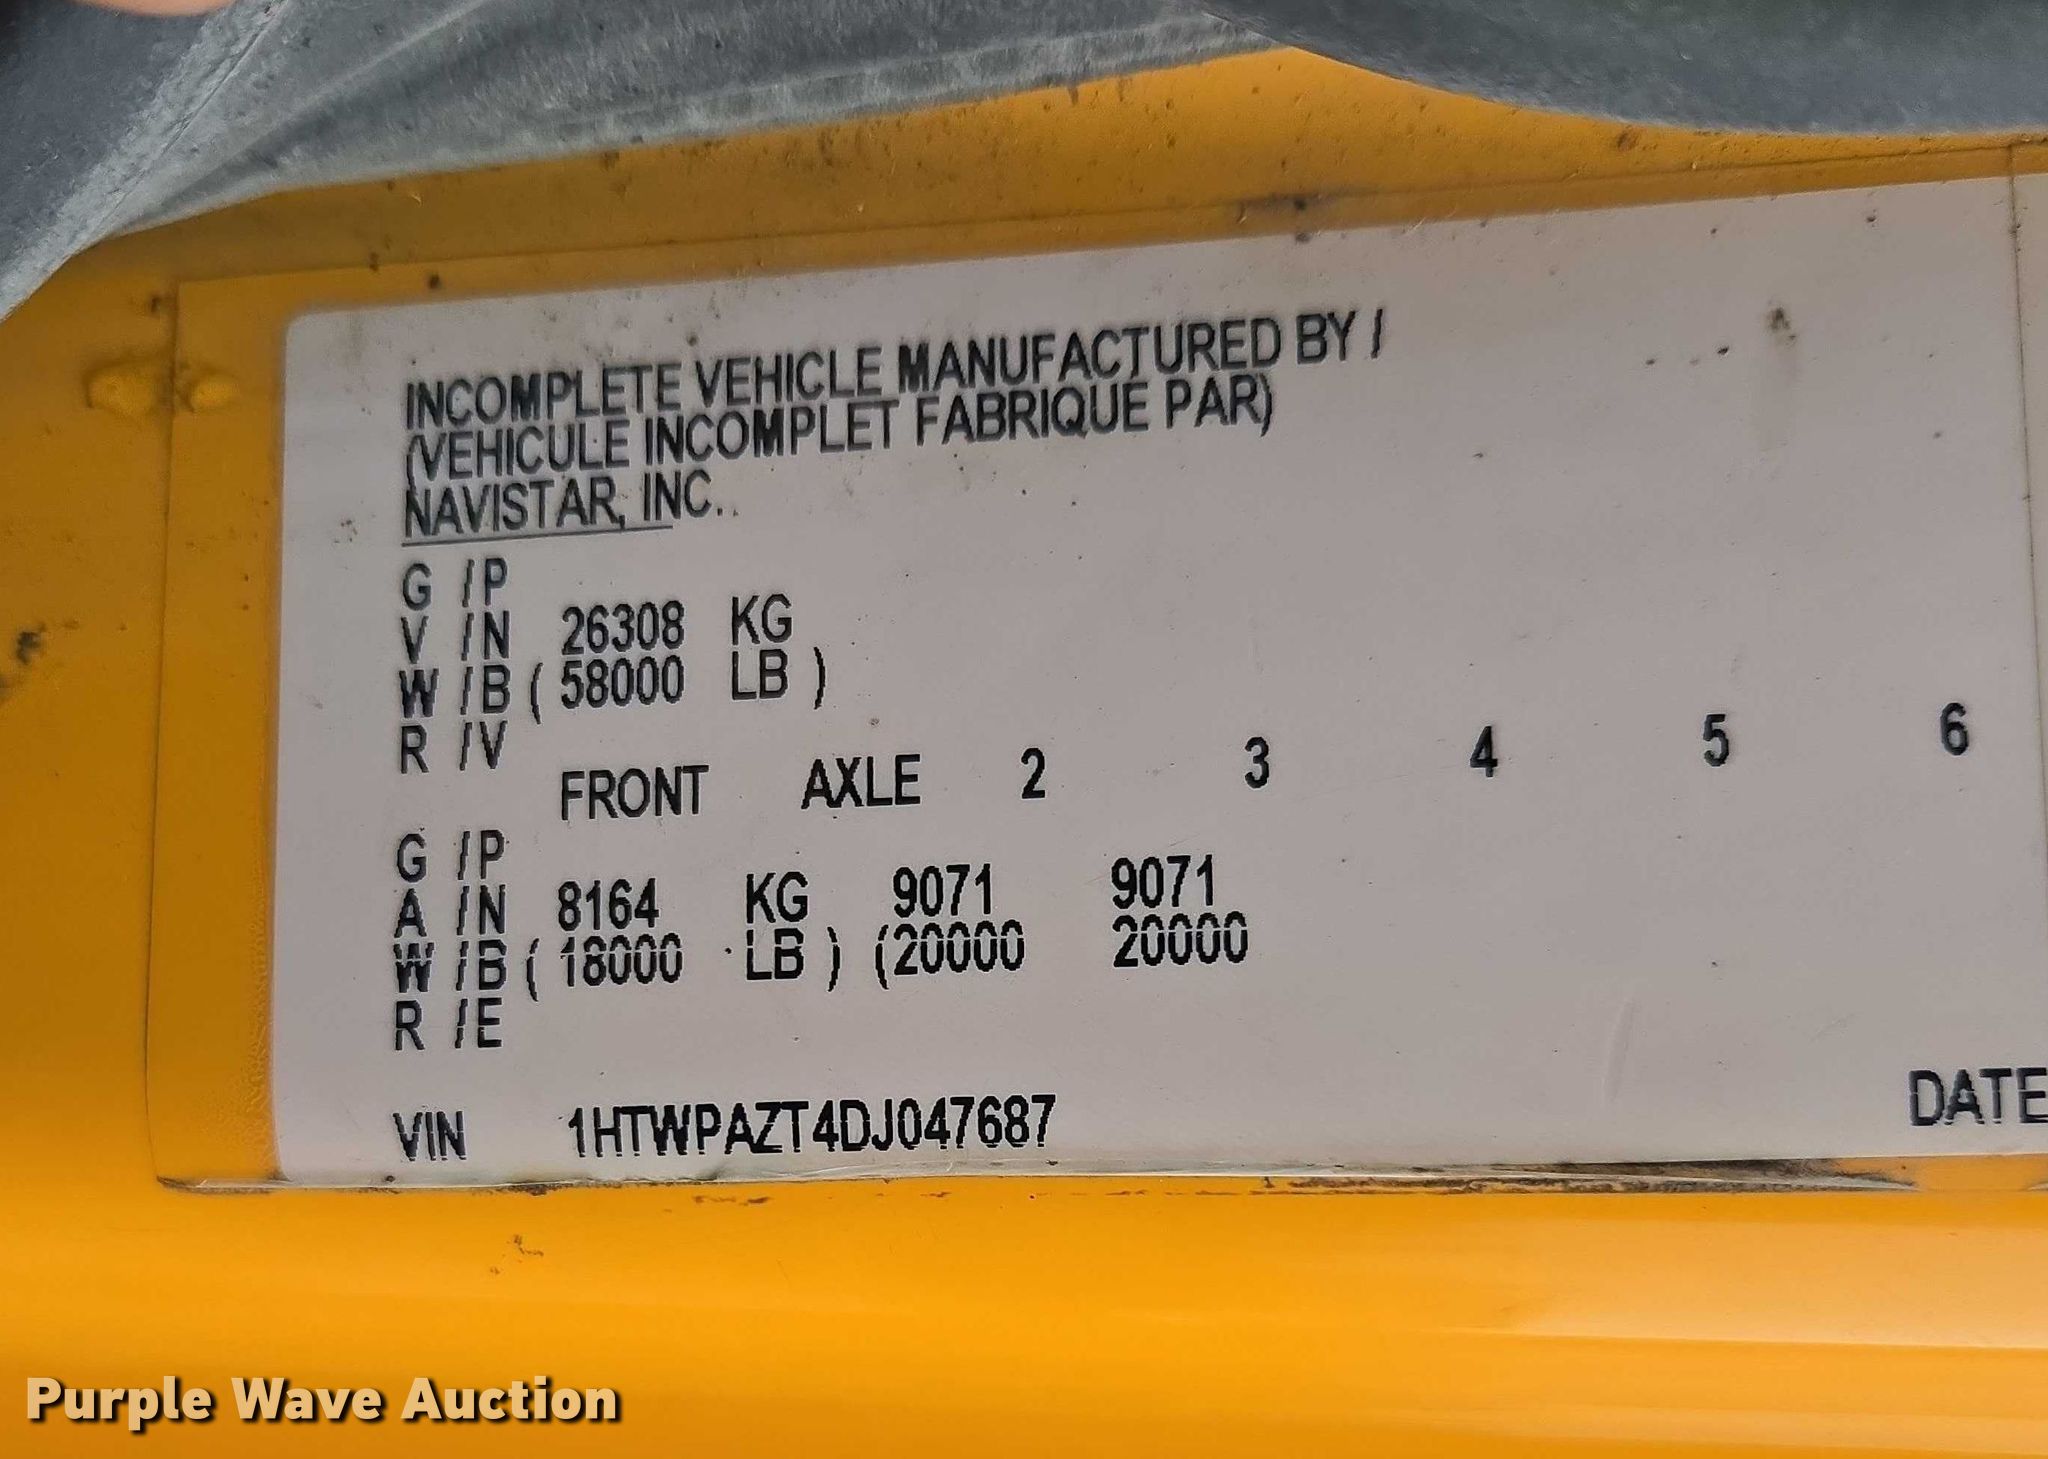 INCOMPLETE VEHICLE MANUFACTURED BY /
(VEHICULE INCOMPLET FABRIQUE PAR)
NAVISTAR, INC.
G /P
V /N 26308 KG
W /B ( 58000 LB )
R /V
FRONT AXLE 2 3 4 5 6
G /P
A /N 8164 KG 9071 9071
W /B ( 18000 LB ) (20000 20000
R /E
VIN 1HTWPAZT4DJ047687 DATE
Purple Wave Auction